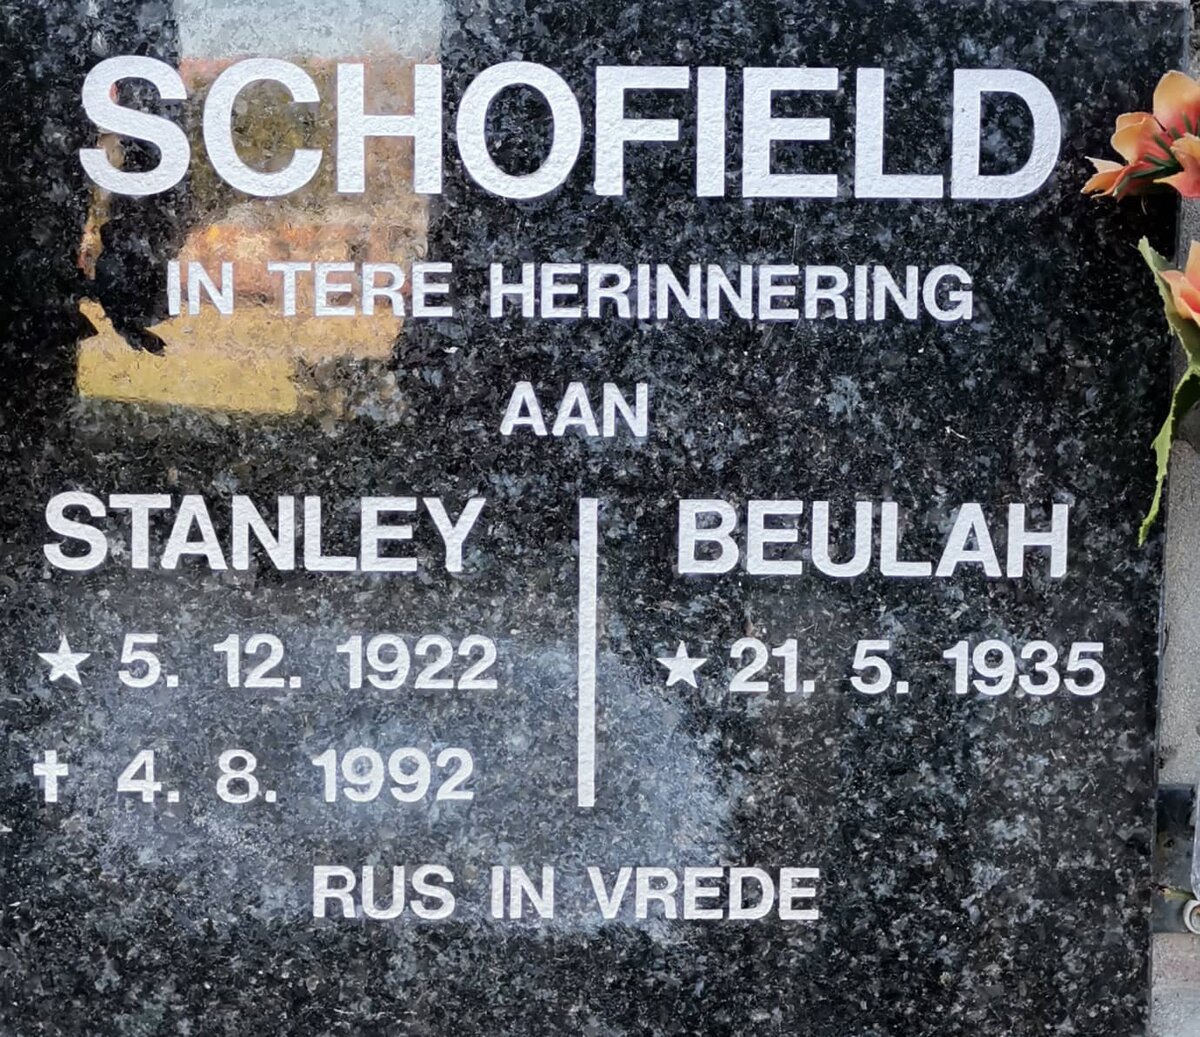 SCHOFIELD
IN TERE HERINNERING
AAN
STANLEY
★ 5. 12. 1922
✝ 4. 8. 1992
BEULAH
★ 21. 5. 1935
RUS IN VREDE